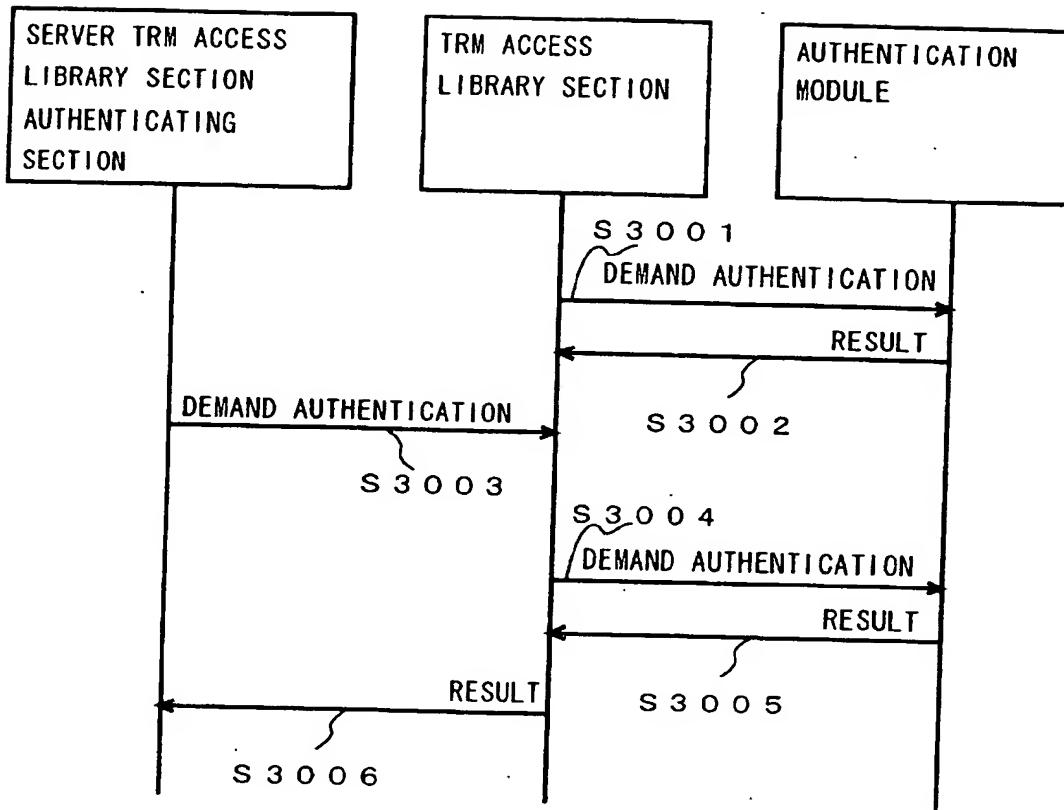 SERVER TRM ACCESS
LIBRARY SECTION
AUTHENTICATING
SECTION
TRM ACCESS
LIBRARY SECTION
AUTHENTICATION
MODULE
S3001
DEMAND AUTHENTICATION
RESULT
S3002
DEMAND AUTHENTICATION
S3003
S3004
DEMAND AUTHENTICATION
RESULT
S3005
RESULT
S3006